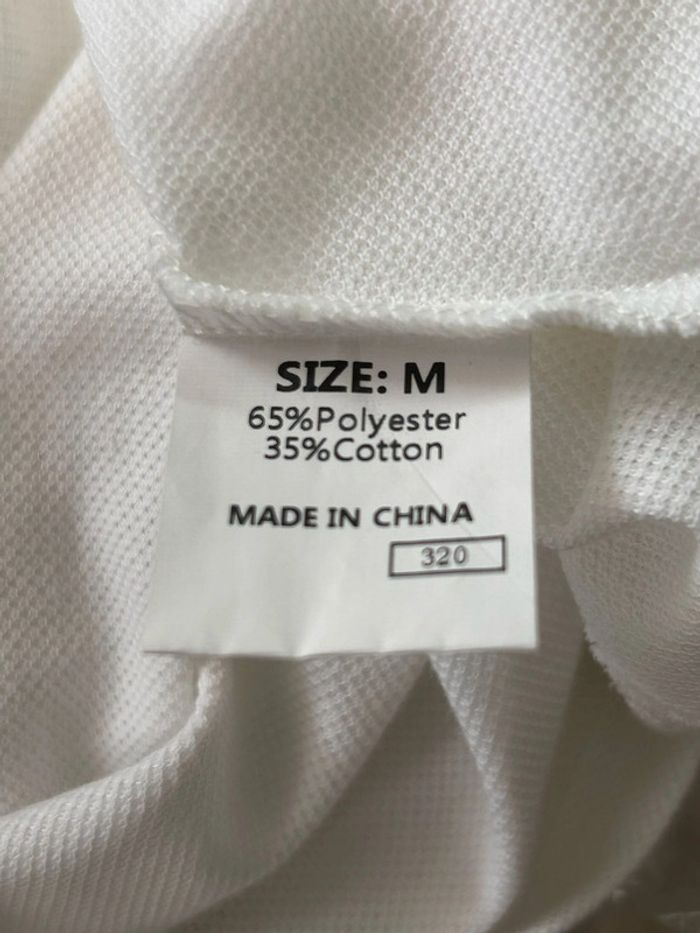 SIZE: M
65%Polyester
35%Cotton
MADE IN CHINA
320